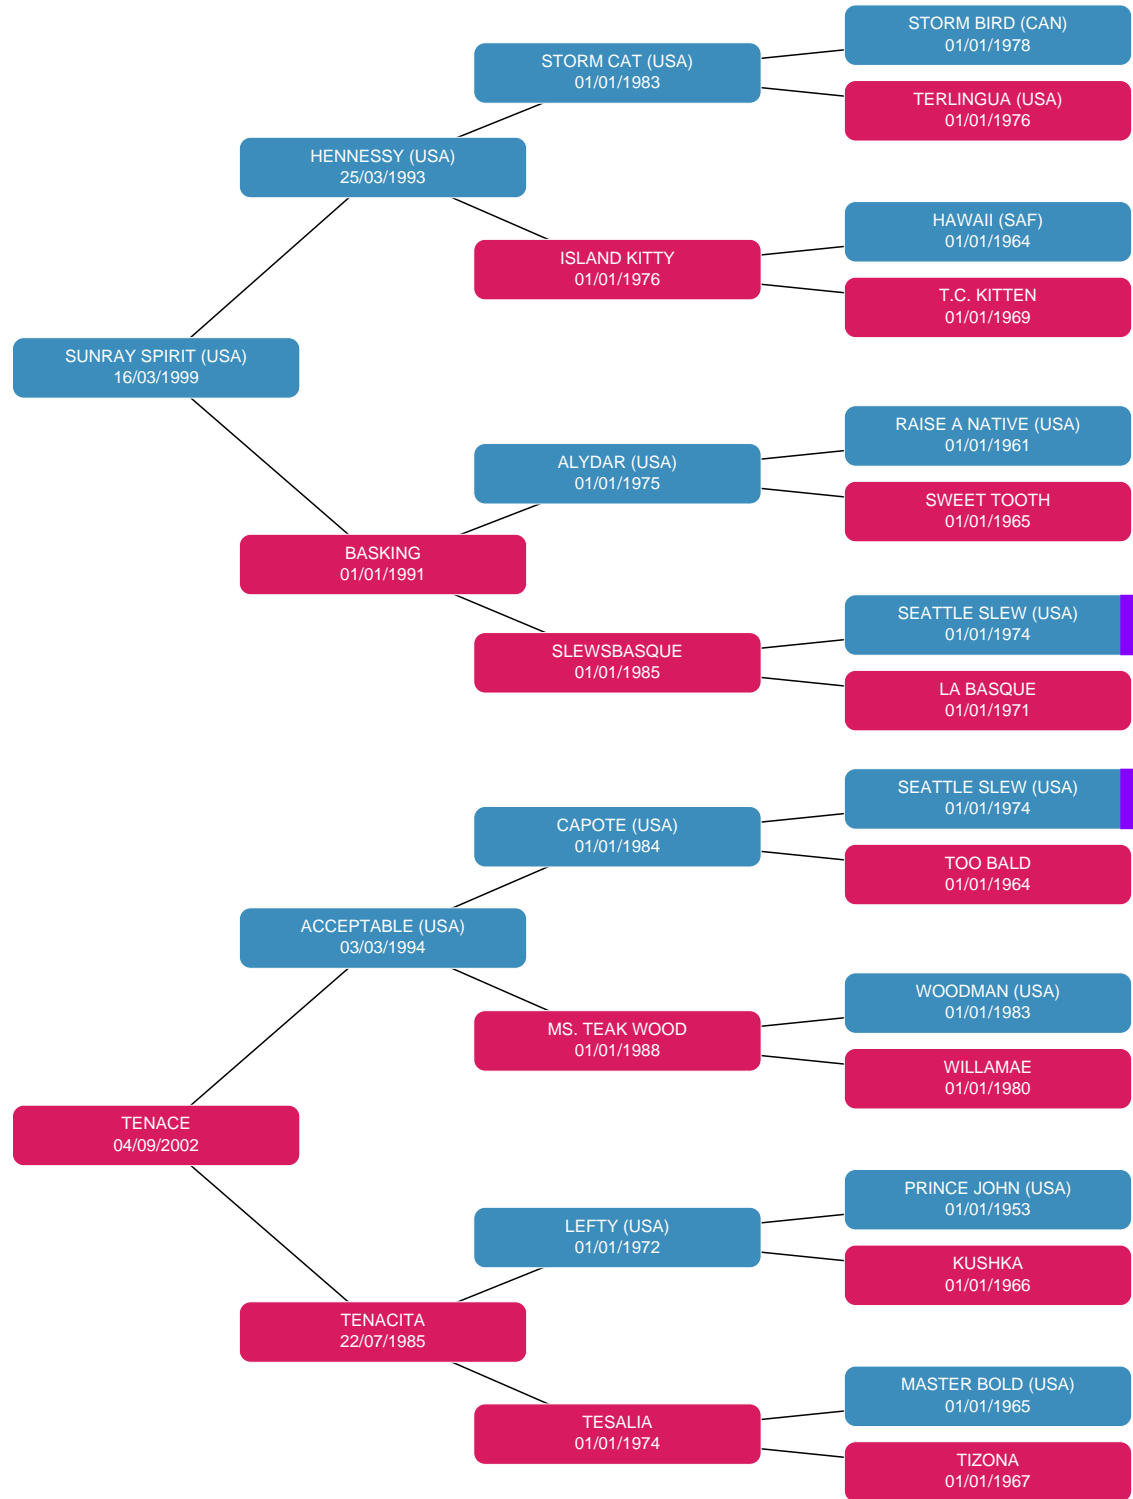 STORM BIRD (CAN)
01/01/1978
STORM CAT (USA)
01/01/1983
TERLINGUA (USA)
01/01/1976
HENNESSY (USA)
25/03/1993
HAWAII (SAF)
01/01/1964
ISLAND KITTY
01/01/1976
T.C. KITTEN
01/01/1969
SUNRAY SPIRIT (USA)
16/03/1999
RAISE A NATIVE (USA)
01/01/1961
ALYDAR (USA)
01/01/1975
SWEET TOOTH
01/01/1965
BASKING
01/01/1991
SEATTLE SLEW (USA)
01/01/1974
SLEWSBASQUE
01/01/1985
LA BASQUE
01/01/1971
SEATTLE SLEW (USA)
01/01/1974
CAPOTE (USA)
01/01/1984
TOO BALD
01/01/1964
ACCEPTABLE (USA)
03/03/1994
WOODMAN (USA)
01/01/1983
MS. TEAK WOOD
01/01/1988
WILLAMAE
01/01/1980
TENACE
04/09/2002
PRINCE JOHN (USA)
01/01/1953
LEFTY (USA)
01/01/1972
KUSHKA
01/01/1966
TENACITA
22/07/1985
MASTER BOLD (USA)
01/01/1965
TESALIA
01/01/1974
TIZONA
01/01/1967